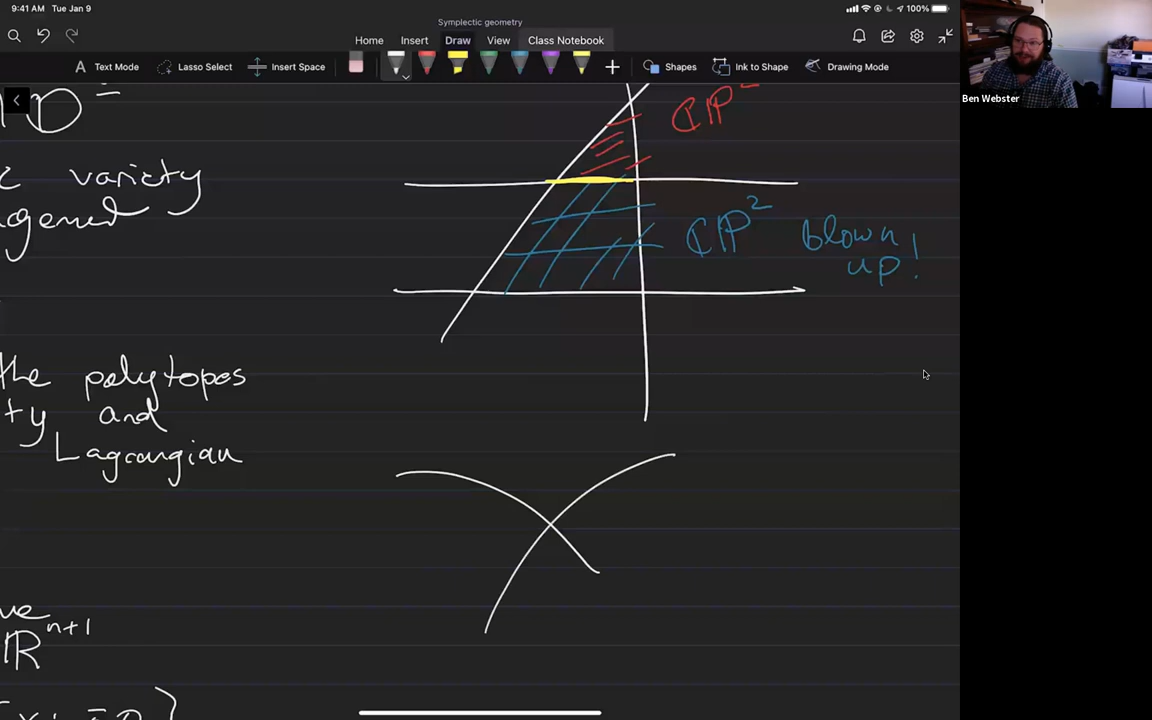 9:41 AM Tue Jan 9
100%
Symplectic geometry
Home Insert Draw View Class Notebook
Text Mode Lasso Select Insert Space Shapes Ink to Shape Drawing Mode
Ben Webster
ℂℙ²
variety
ℂℙ² blown up!
the polytopes
ty and
Lagrangian
ℝⁿ⁺¹